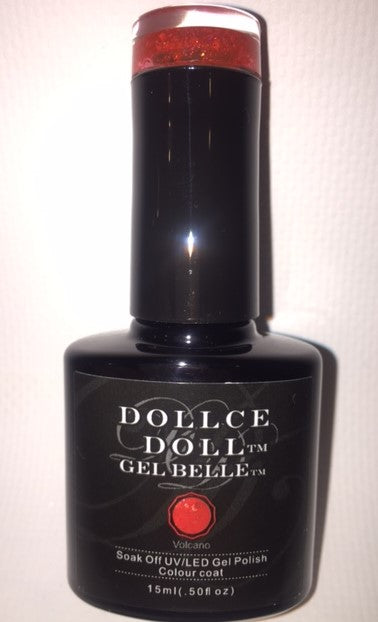 DOLLCE
DOLL™
GEL BELLE™
Volcano
Soak Off UV/LED Gel Polish
Colour coat
15ml(.50fl oz)